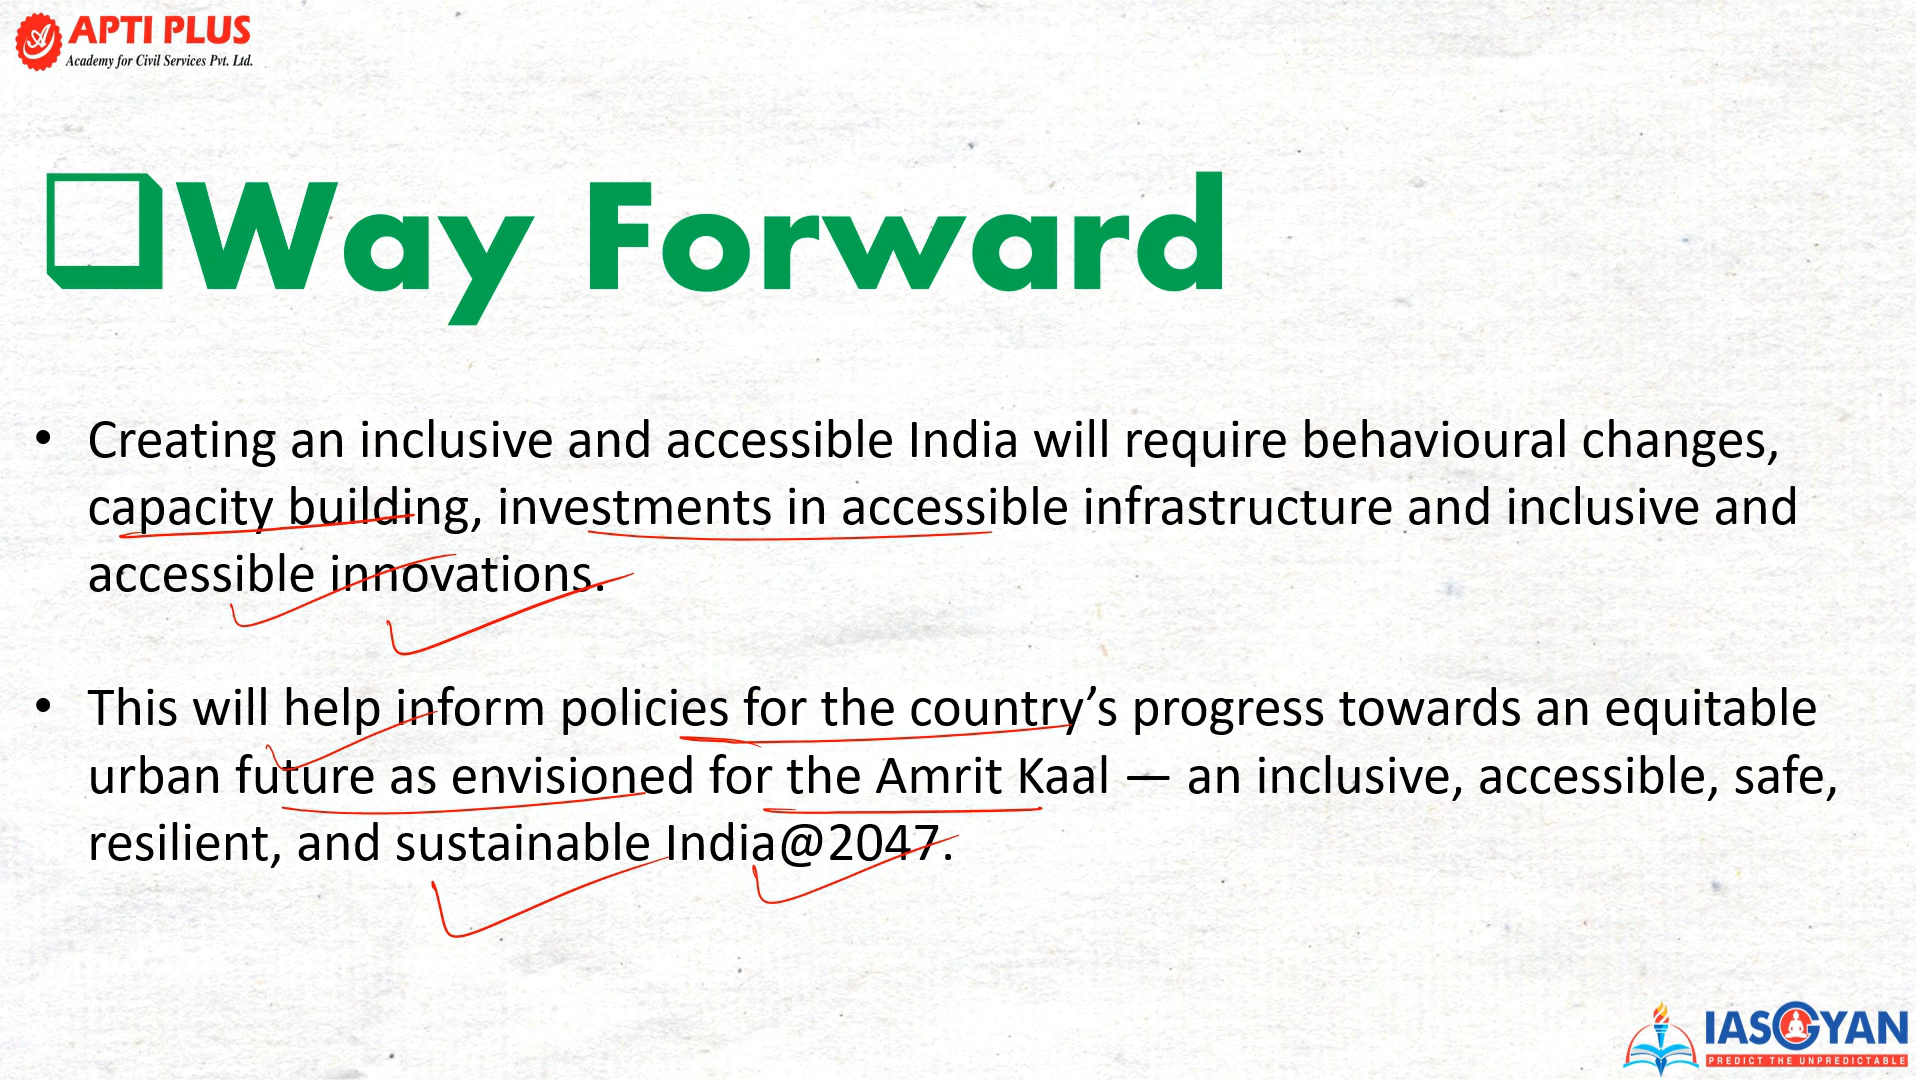 APTI PLUS
Academy for Civil Services Pvt. Ltd.
❑Way Forward
• Creating an inclusive and accessible India will require behavioural changes,
capacity building, investments in accessible infrastructure and inclusive and
accessible innovations.
• This will help inform policies for the country’s progress towards an equitable
urban future as envisioned for the Amrit Kaal — an inclusive, accessible, safe,
resilient, and sustainable India@2047.
IASGYAN
PREDICT THE UNPREDICTABLE